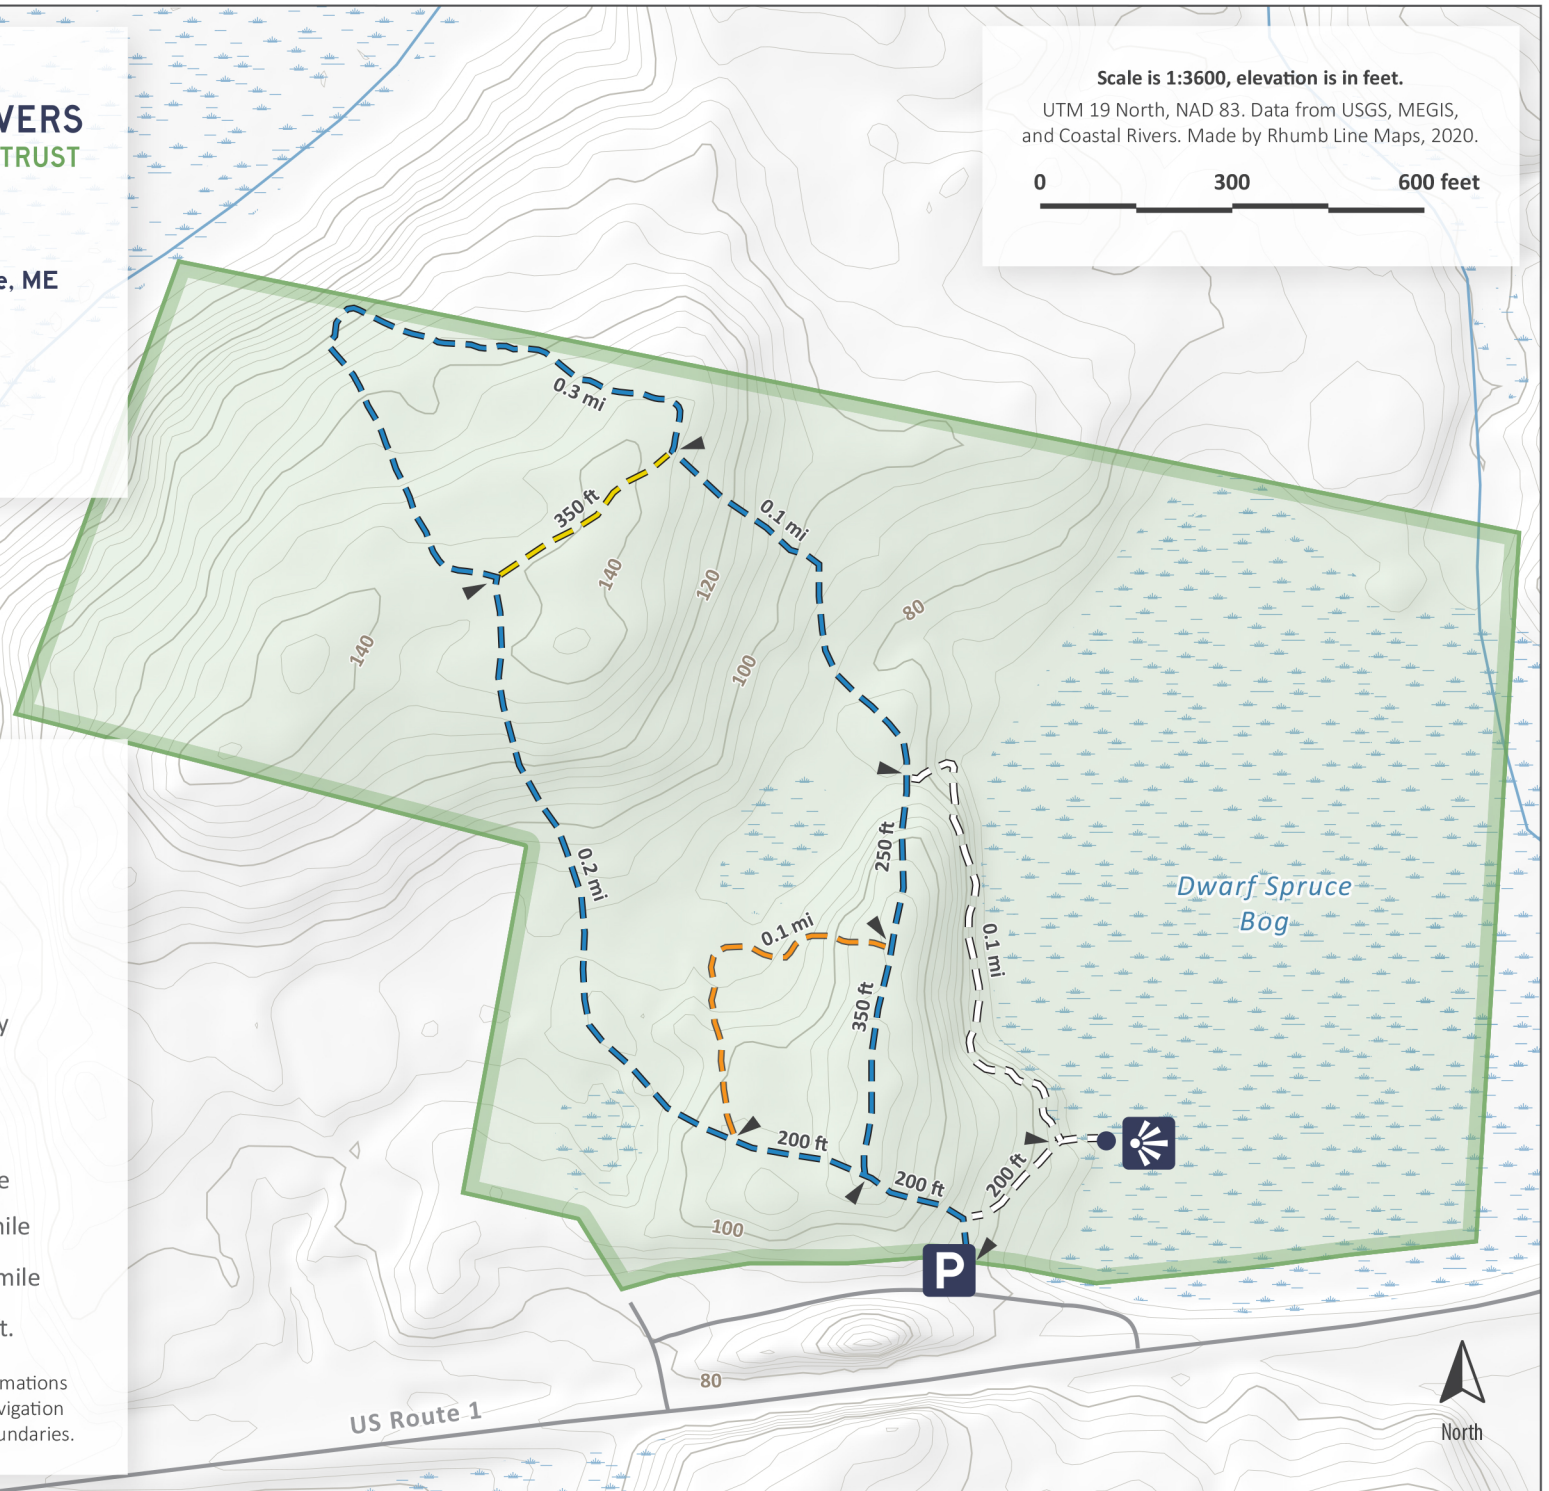 VERS
TRUST
e, ME
Scale is 1:3600, elevation is in feet.
UTM 19 North, NAD 83. Data from USGS, MEGIS,
and Coastal Rivers. Made by Rhumb Line Maps, 2020.
0 300 600 feet
0.3 mi
350 ft
0.1 mi
140
120
80
140
100
250 ft
0.2 mi
Dwarf Spruce
Bog
0.1 mi
0.1 mi
350 ft
200 ft
200 ft
200 ft
100
P
80
US Route 1
North
y
e
mile
mile
t.
mations
vigation
undaries.